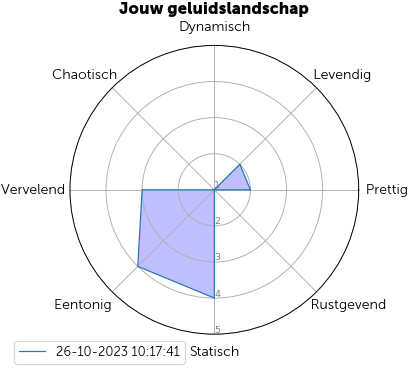 Jouw geluidslandschap
Dynamisch
Chaotisch
Levendig
Vervelend
1
Prettig
2
3
Eentonig
4
Rustgevend
5
26-10-2023 10:17:41
Statisch